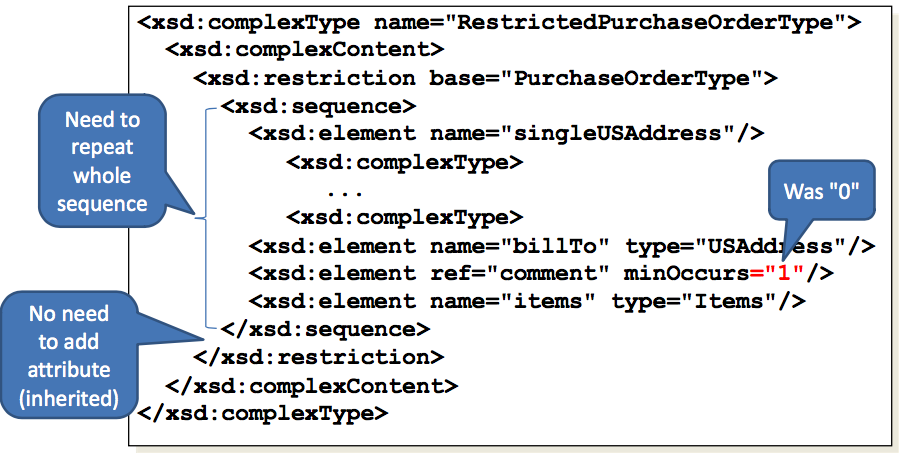 <xsd:complexType name="RestrictedPurchaseOrderType">
<xsd:complexContent>
<xsd:restriction base="PurchaseOrderType">
<xsd:sequence>
<xsd:element name="singleUSAddress"/>
<xsd:complexType>
...
<xsd:complexType>
<xsd:element name="billTo" type="USAddress"/>
<xsd:element ref="comment" minOccurs="1"/>
<xsd:element name="items" type="Items"/>
</xsd:sequence>
</xsd:restriction>
</xsd:complexContent>
</xsd:complexType>
Need to
repeat
whole
sequence
Was "0"
No need
to add
attribute
(inherited)